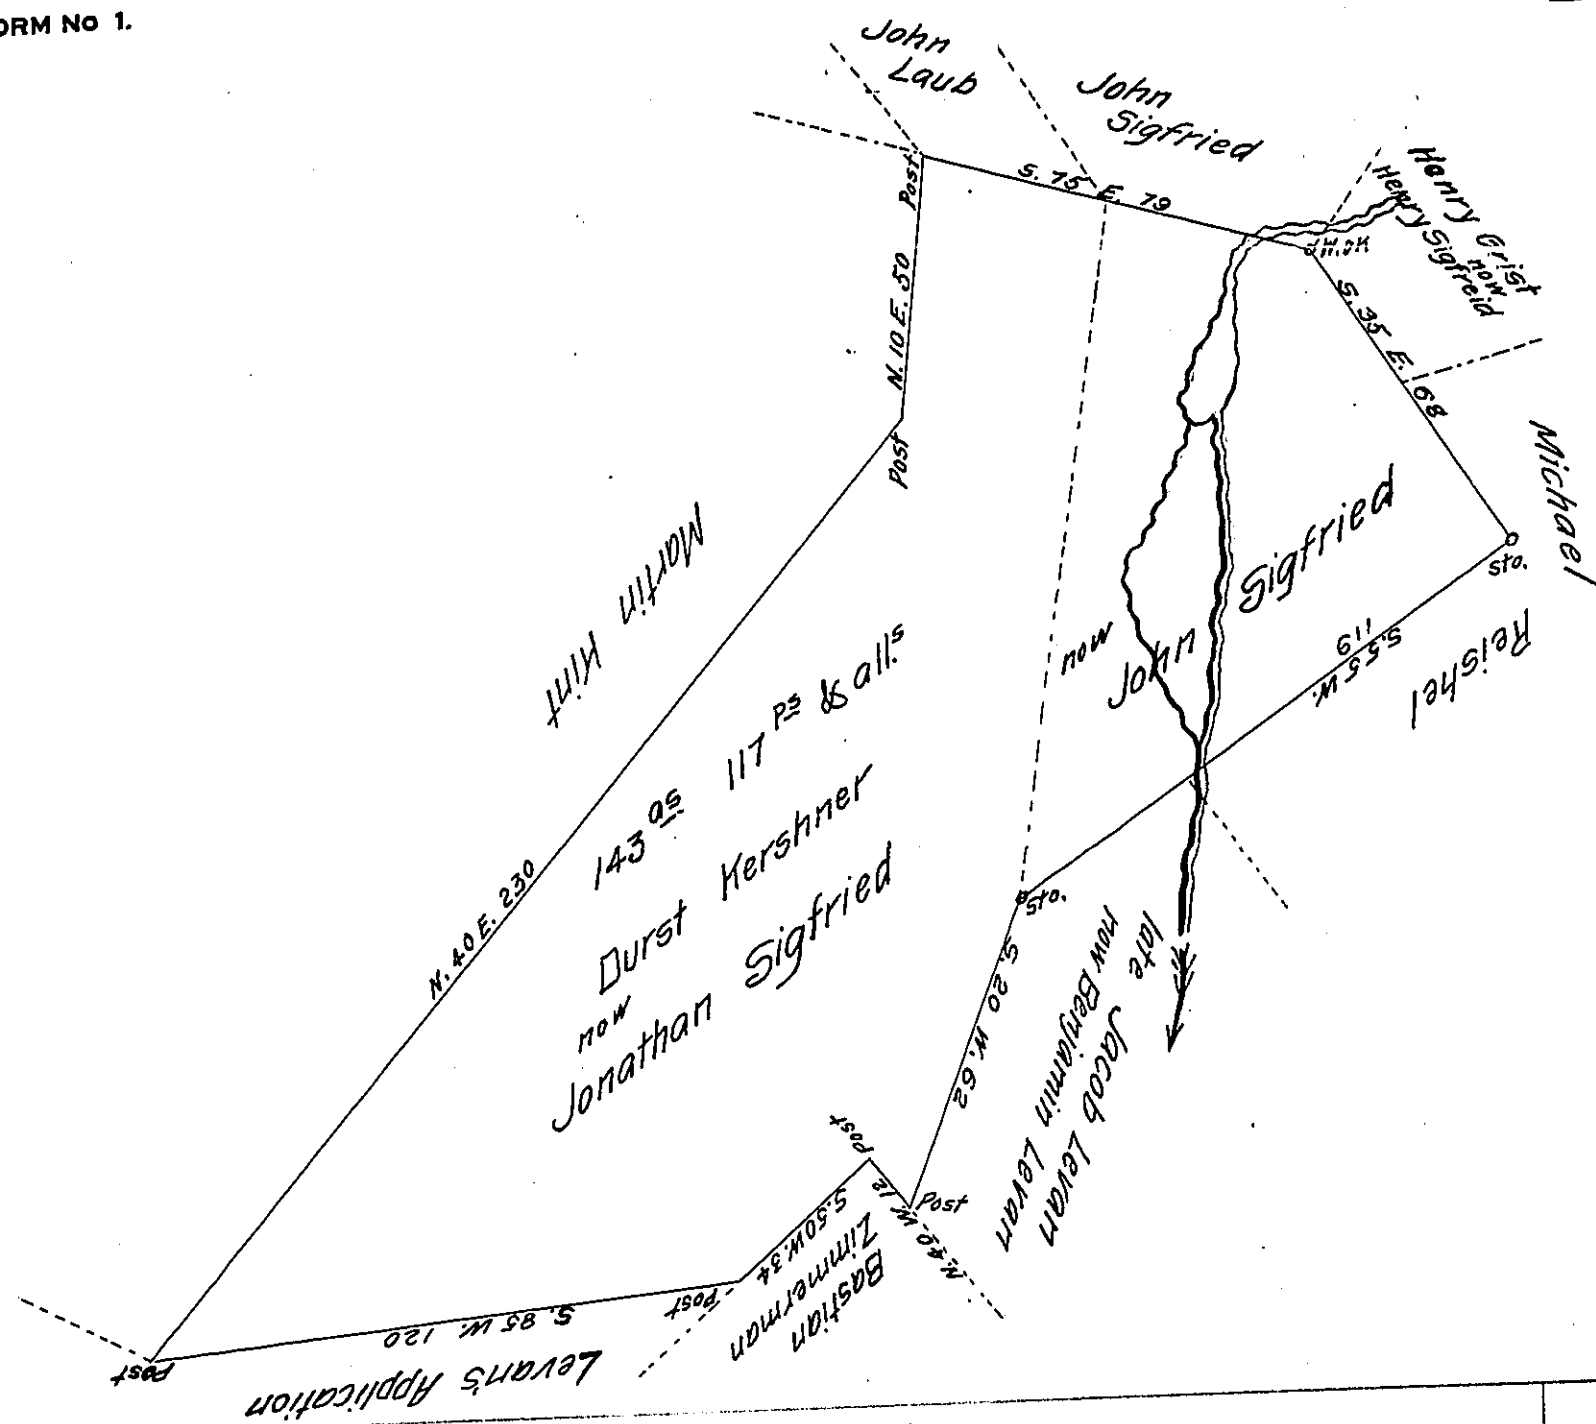 ORM No 1.
John
Laub
John
Sigfried
Henry Grist
now
Henry Sigfreid
S. 75 E. 79
Post
N. 10 E. 50
Post
S. 35 E. 68
Michael
Reishel
Sto.
S. 55 W.
119
Martin Kint
N. 40 E. 230
now
John Sigfried
143 as 117 ps & alls
Durst Kershner
now
Jonathan Sigfried
Sto.
S. 20 W. 62
late Jacob Levan
now Benjamin Levan
Post
N. 42 W. 12
Post
S. 50 W. 34
Bastian
Zimmerman
Post
S. 85 W. 120
Post
Levan's Application